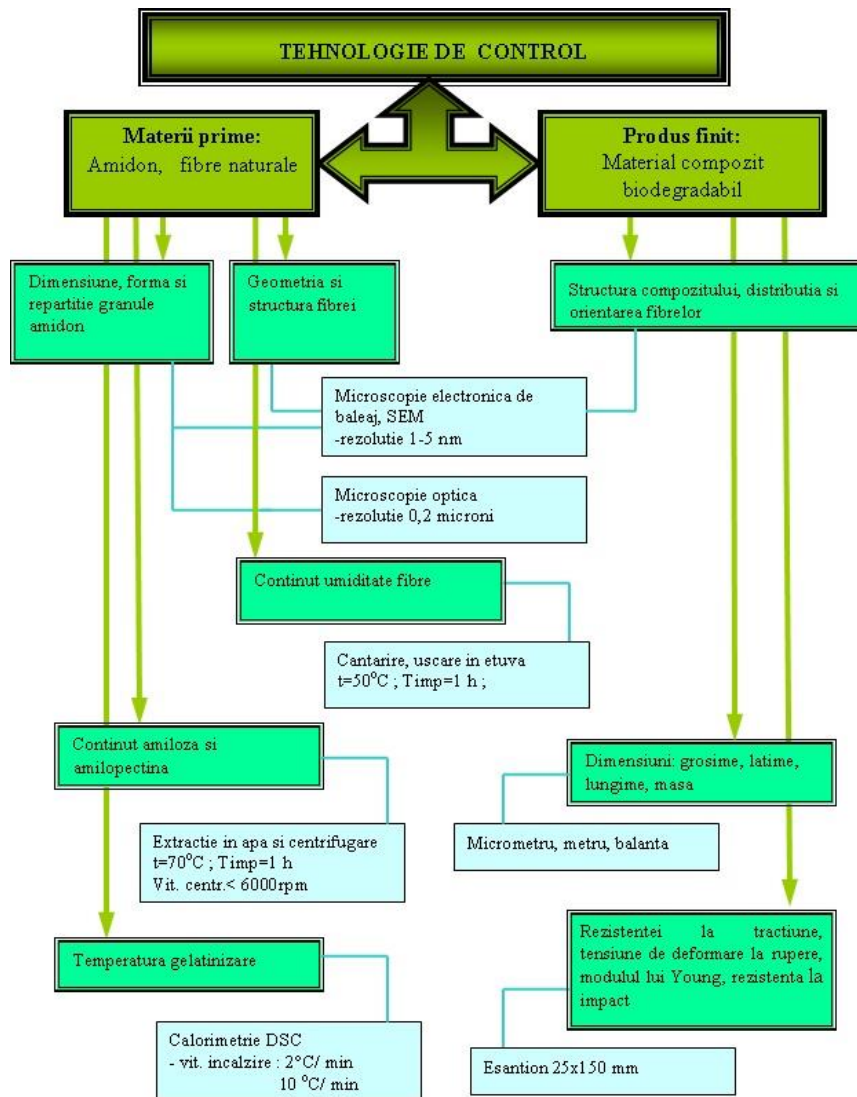 TEHNOLOGIE DE CONTROL
Materii prime:
Amidon, fibre naturale
Produs finit:
Material compozit
biodegradabil
Dimensiune, forma si
repartitie granule
amidon
Geometria si
structura fibrei
Structura compozitului, distributia si
orientarea fibrelor
Microscopie electronica de
baleaj, SEM
-rezolutie 1-5 nm
Microscopie optica
-rezolutie 0,2 microni
Continut umiditate fibre
Cantarire, uscare in etuva
t=50°C ; Timp=1 h ;
Continut amiloza si
amilopectina
Dimensiuni: grosime, latime,
lungime, masa
Extractie in apa si centrifugare
t=70°C ; Timp=1 h
Vit. centr.< 6000rpm
Micrometru, metru, balanta
Rezistentei la tractiune,
tensiune de deformare la rupere,
modulul lui Young, rezistenta la
impact
Temperatura gelatinizare
Calorimetrie DSC
- vit. incalzire : 2°C/ min
10 °C/ min
Esantion 25x150 mm